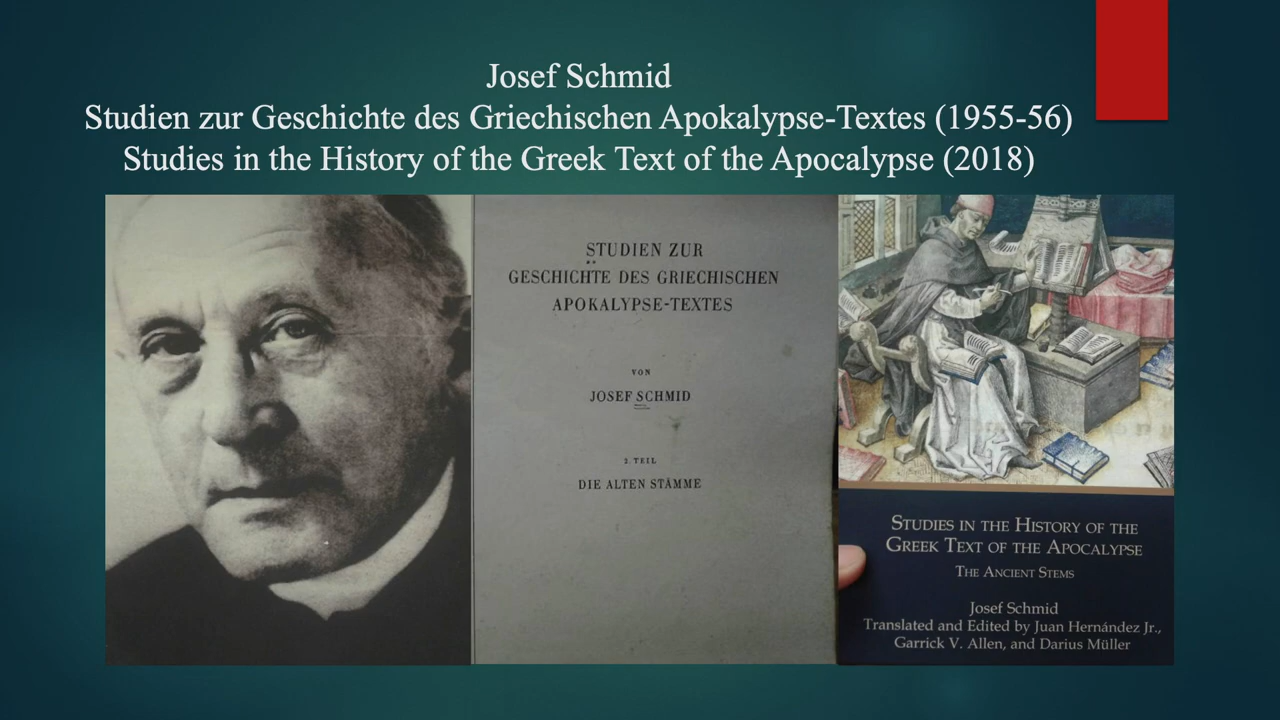 Josef Schmid
Studien zur Geschichte des Griechischen Apokalypse-Textes (1955-56)
Studies in the History of the Greek Text of the Apocalypse (2018)
STUDIEN ZUR
GESCHICHTE DES GRIECHISCHEN
APOKALYPSE-TEXTES
VON
JOSEF SCHMID
2. TEIL
DIE ALTEN STÄMME
STUDIES IN THE HISTORY OF THE
GREEK TEXT OF THE APOCALYPSE
THE ANCIENT STEMS
Josef Schmid
Translated and Edited by Juan Hernández Jr.,
Garrick V. Allen, and Darius Müller